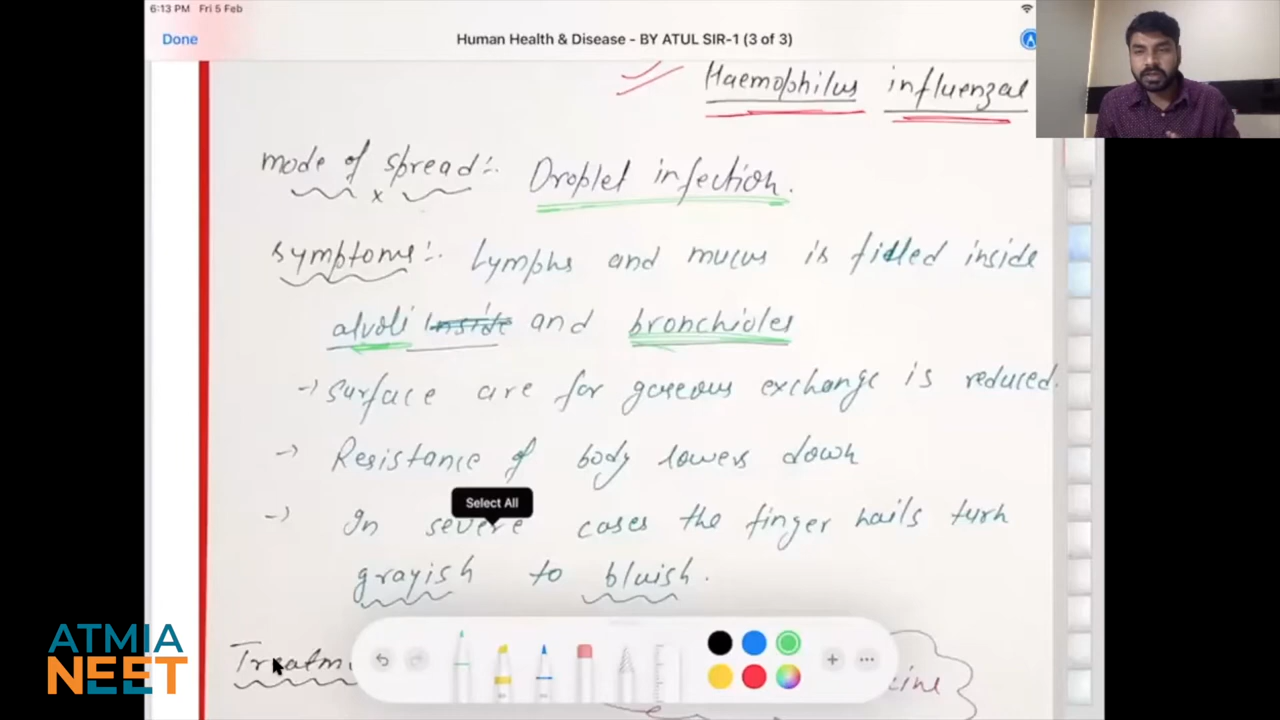 6:13 PM Fri 5 Feb
Done
Human Health & Disease - BY ATUL SIR-1 (3 of 3)
Haemophilus influenzae
mode of spread:-
Droplet infection.
Symptoms:- Lymphs and mucus is filled inside
alvoli inside and bronchioles
→ Surface are for gaseous exchange is reduced.
→ Resistance of body lowers down
Select All
→ In severe cases the finger nails turn
grayish to bluish.
ATMIA
NEET